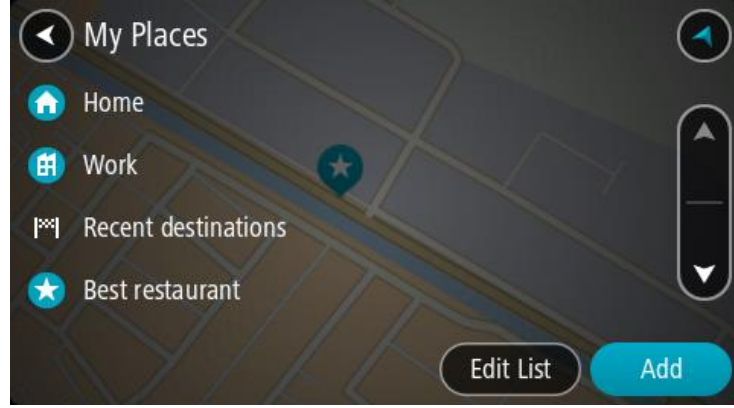 My Places
Home
Work
Recent destinations
Best restaurant
Edit List
Add